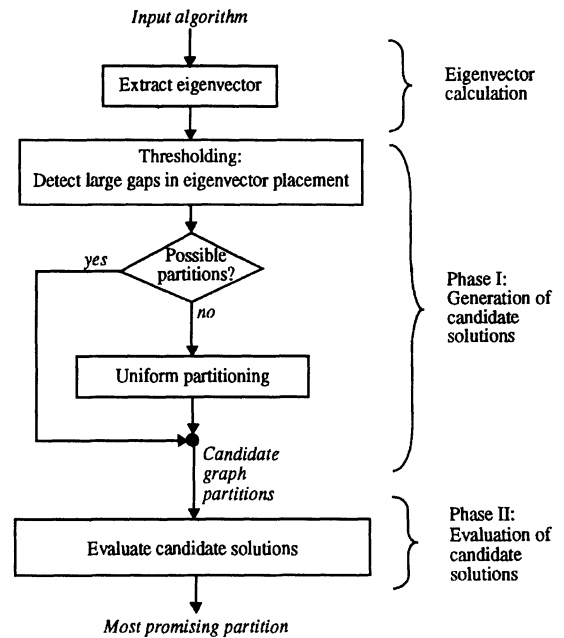 Input algorithm
Extract eigenvector
Eigenvector
calculation
Thresholding:
Detect large gaps in eigenvector placement
Possible
partitions?
yes
no
Phase I:
Generation of
candidate
solutions
Uniform partitioning
Candidate
graph
partitions
Phase II:
Evaluation of
candidate
solutions
Evaluate candidate solutions
Most promising partition